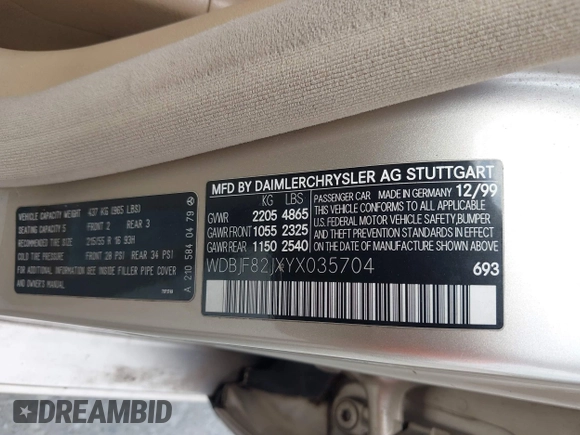 VEHICLE CAPACITY WEIGHT 437 KG (965 LBS)
SEATING CAPACITY 5 FRONT 2 REAR 3
RECOMMENDED TIRE 215/55 R 16 93H
COLD TIRE PRESSURE FRONT 28 PSI REAR 34 PSI
ADDITIONAL INFORMATION SEE INSIDE FILLER PIPE COVER
AND OWNER'S MANUAL.
A 210 584 04 79
MFD BY DAIMLERCHRYSLER AG STUTTGART
KG LBS
GVWR 2205 4865
GAWR FRONT 1055 2325
GAWR REAR 1150 2540
PASSENGER CAR MADE IN GERMANY 12/99
THIS VEHICLE CONFORMS TO ALL APPLICABLE
U.S. FEDERAL MOTOR VEHICLE SAFETY,BUMPER
AND THEFT PREVENTION STANDARDS IN EFFECT
ON THE DATE OF MANUFACTURE SHOWN ABOVE.
WDBJF82JXYX035704 693
DREAMBID